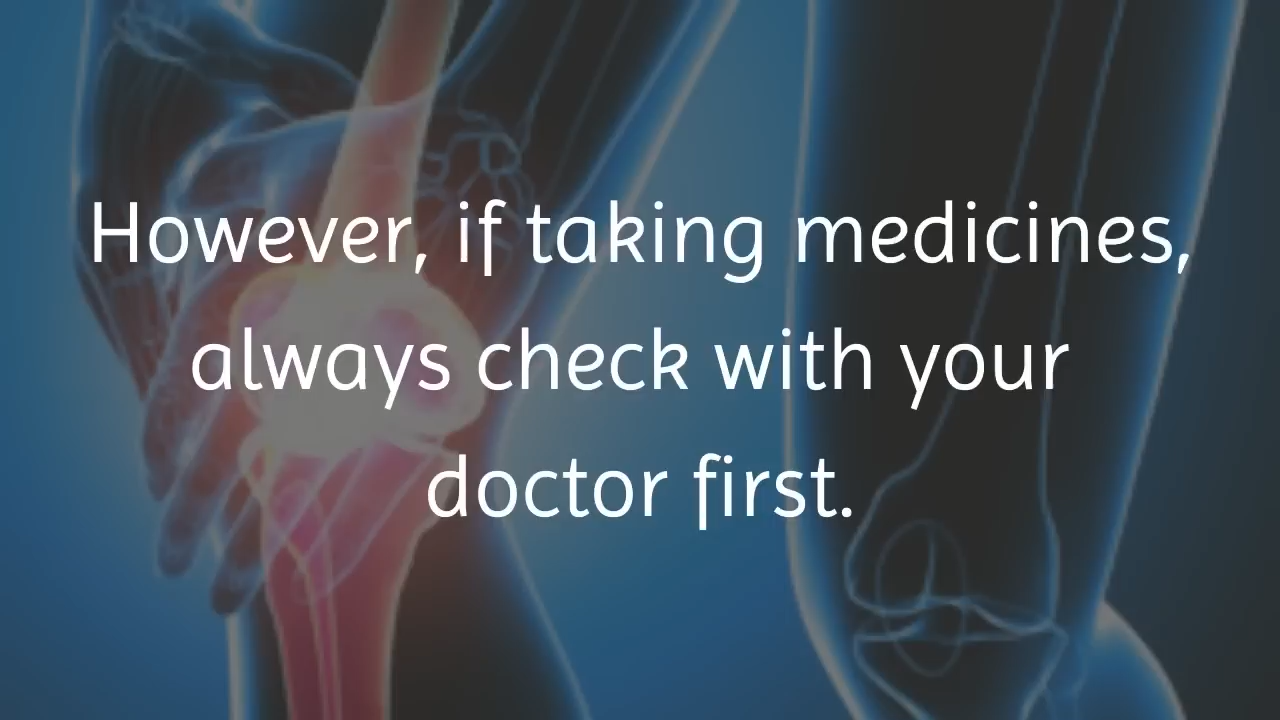 However, if taking medicines,
always check with your
doctor first.